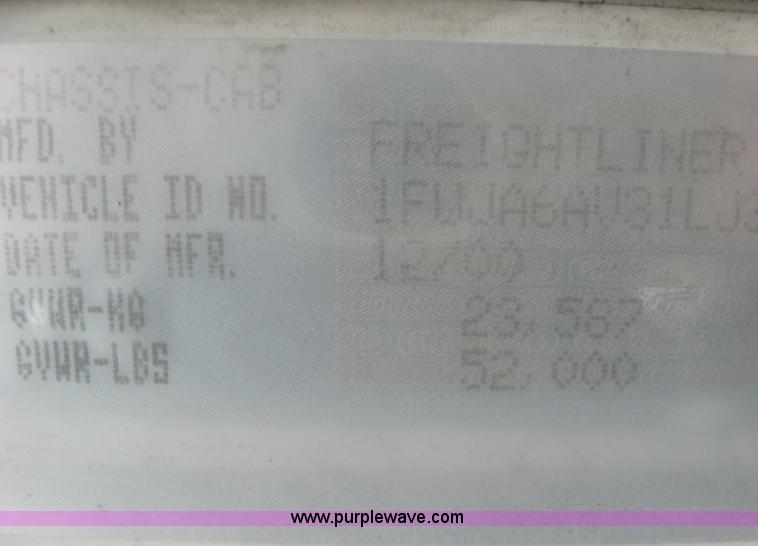 CHASSIS-CAB
MFD. BY FREIGHTLINER
VEHICLE ID NO. 1FUJA6AV31LJ
DATE OF MFR. 12/00
GVWR-KG 23,587
GVWR-LBS 52,000
www.purplewave.com